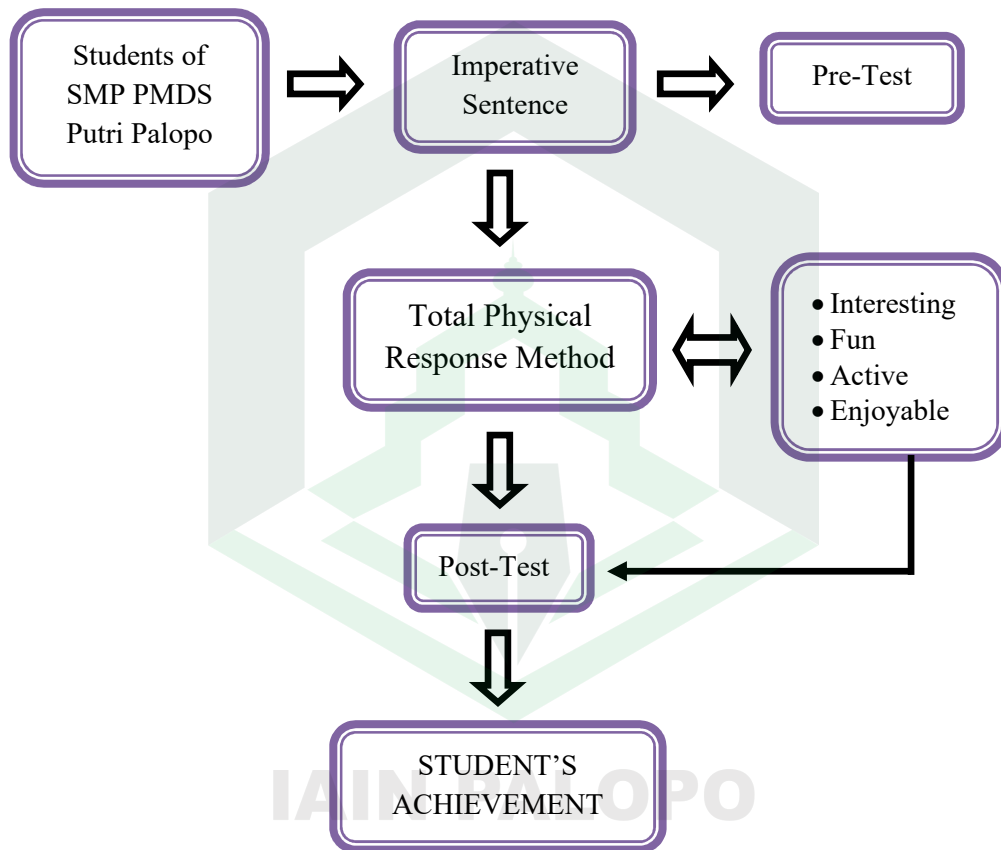 Students of
SMP PMDS
Putri Palopo
Imperative
Sentence
Pre-Test
Total Physical
Response Method
• Interesting
• Fun
• Active
• Enjoyable
Post-Test
STUDENT’S
ACHIEVEMENT
IAIN PALOPO